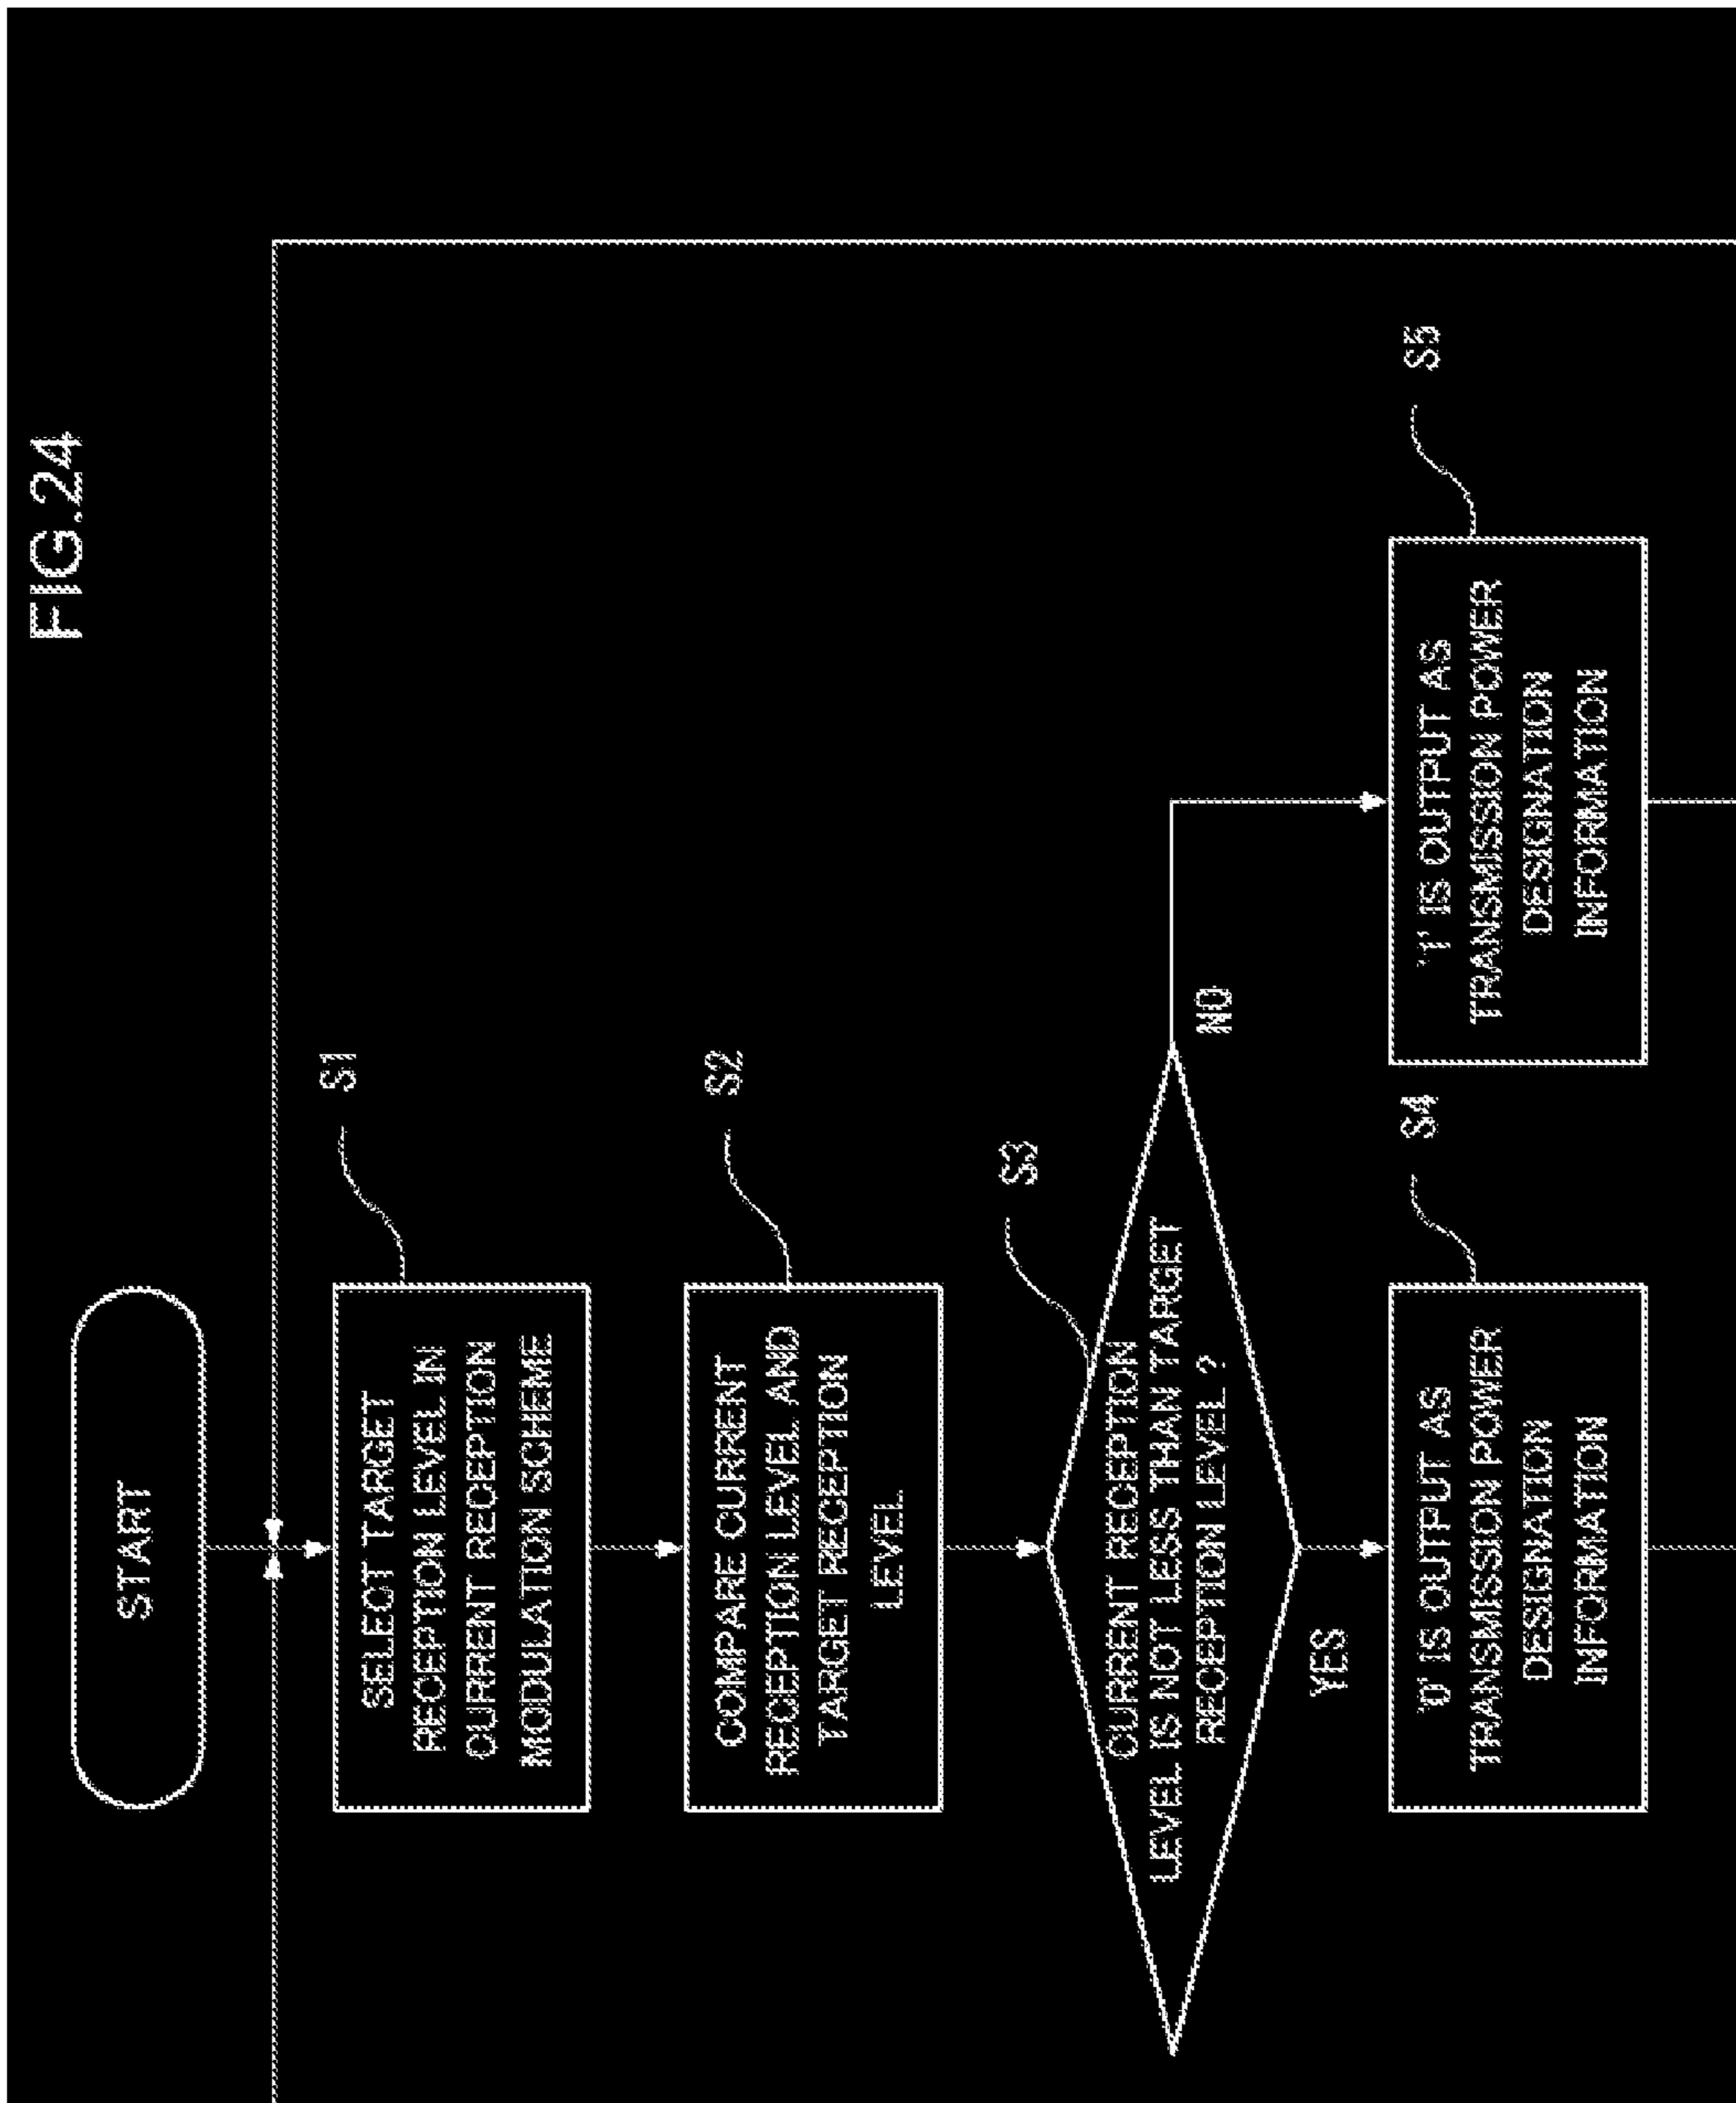 FIG.24
START
S1
SELECT TARGET
RECEPTION LEVEL IN
CURRENT RECEPTION
MODULATION SCHEME
S2
COMPARE CURRENT
RECEPTION LEVEL AND
TARGET RECEPTION
LEVEL
S3
CURRENT RECEPTION
LEVEL IS NOT LESS THAN TARGET
RECEPTION LEVEL ?
NO
YES
S4
'0' IS OUTPUT AS
TRANSMISSION POWER
DESIGNATION
INFORMATION
S5
'1' IS OUTPUT AS
TRANSMISSION POWER
DESIGNATION
INFORMATION